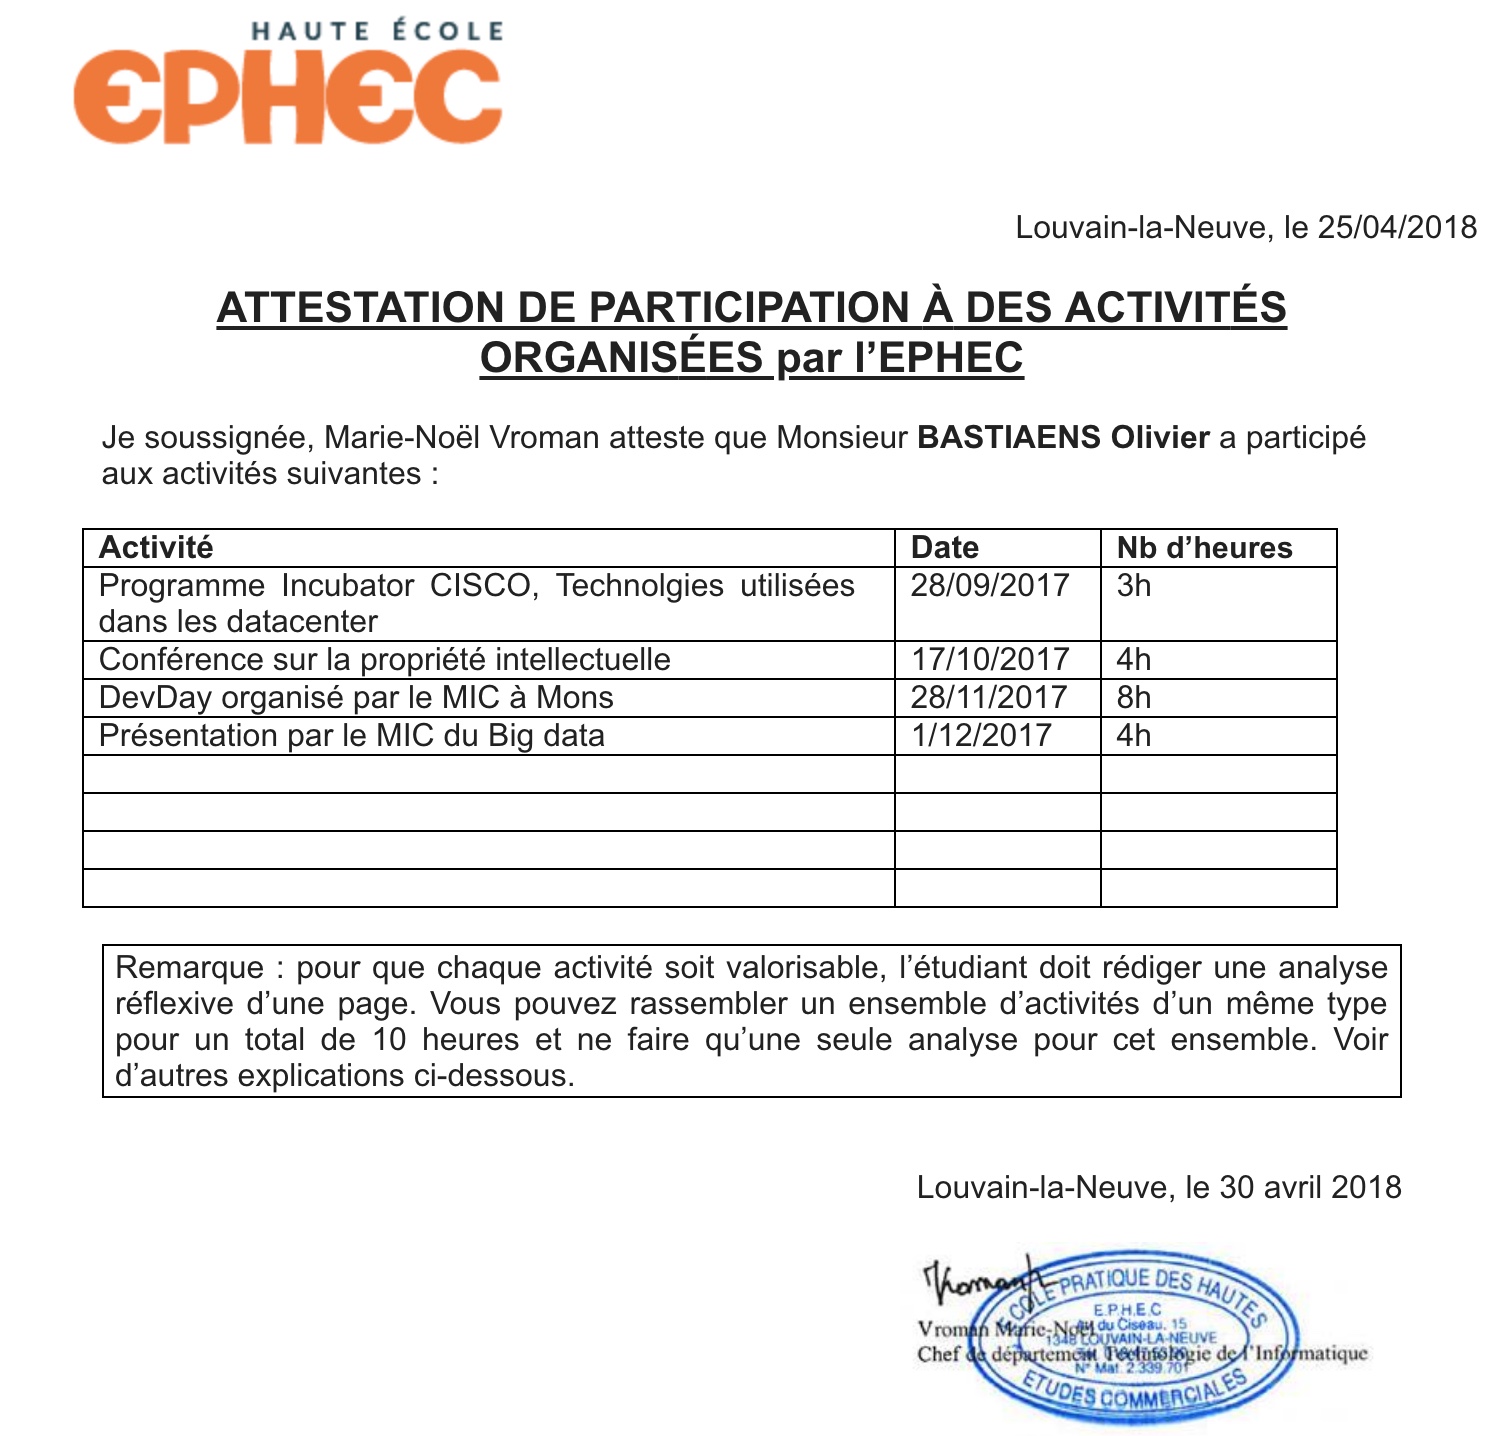 HAUTE ÉCOLE
EPHEC
Louvain-la-Neuve, le 25/04/2018
ATTESTATION DE PARTICIPATION À DES ACTIVITÉS
ORGANISÉES par l’EPHEC
Je soussignée, Marie-Noël Vroman atteste que Monsieur BASTIAENS Olivier a participé
aux activités suivantes :
Activité Date Nb d’heures
Programme Incubator CISCO, Technolgies utilisées 28/09/2017 3h
dans les datacenter
Conférence sur la propriété intellectuelle 17/10/2017 4h
DevDay organisé par le MIC à Mons 28/11/2017 8h
Présentation par le MIC du Big data 1/12/2017 4h
Remarque : pour que chaque activité soit valorisable, l’étudiant doit rédiger une analyse
réflexive d’une page. Vous pouvez rassembler un ensemble d’activités d’un même type
pour un total de 10 heures et ne faire qu’une seule analyse pour cet ensemble. Voir
d’autres explications ci-dessous.
Louvain-la-Neuve, le 30 avril 2018
ECOLE PRATIQUE DES HAUTES
E.P.H.E.C
du Ciseau, 15
Vroman Marie-Noël
1348 LOUVAIN-LA-NEUVE
Chef de département Technologie de l’Informatique
N° Mat. 2.339.701
ETUDES COMMERCIALES